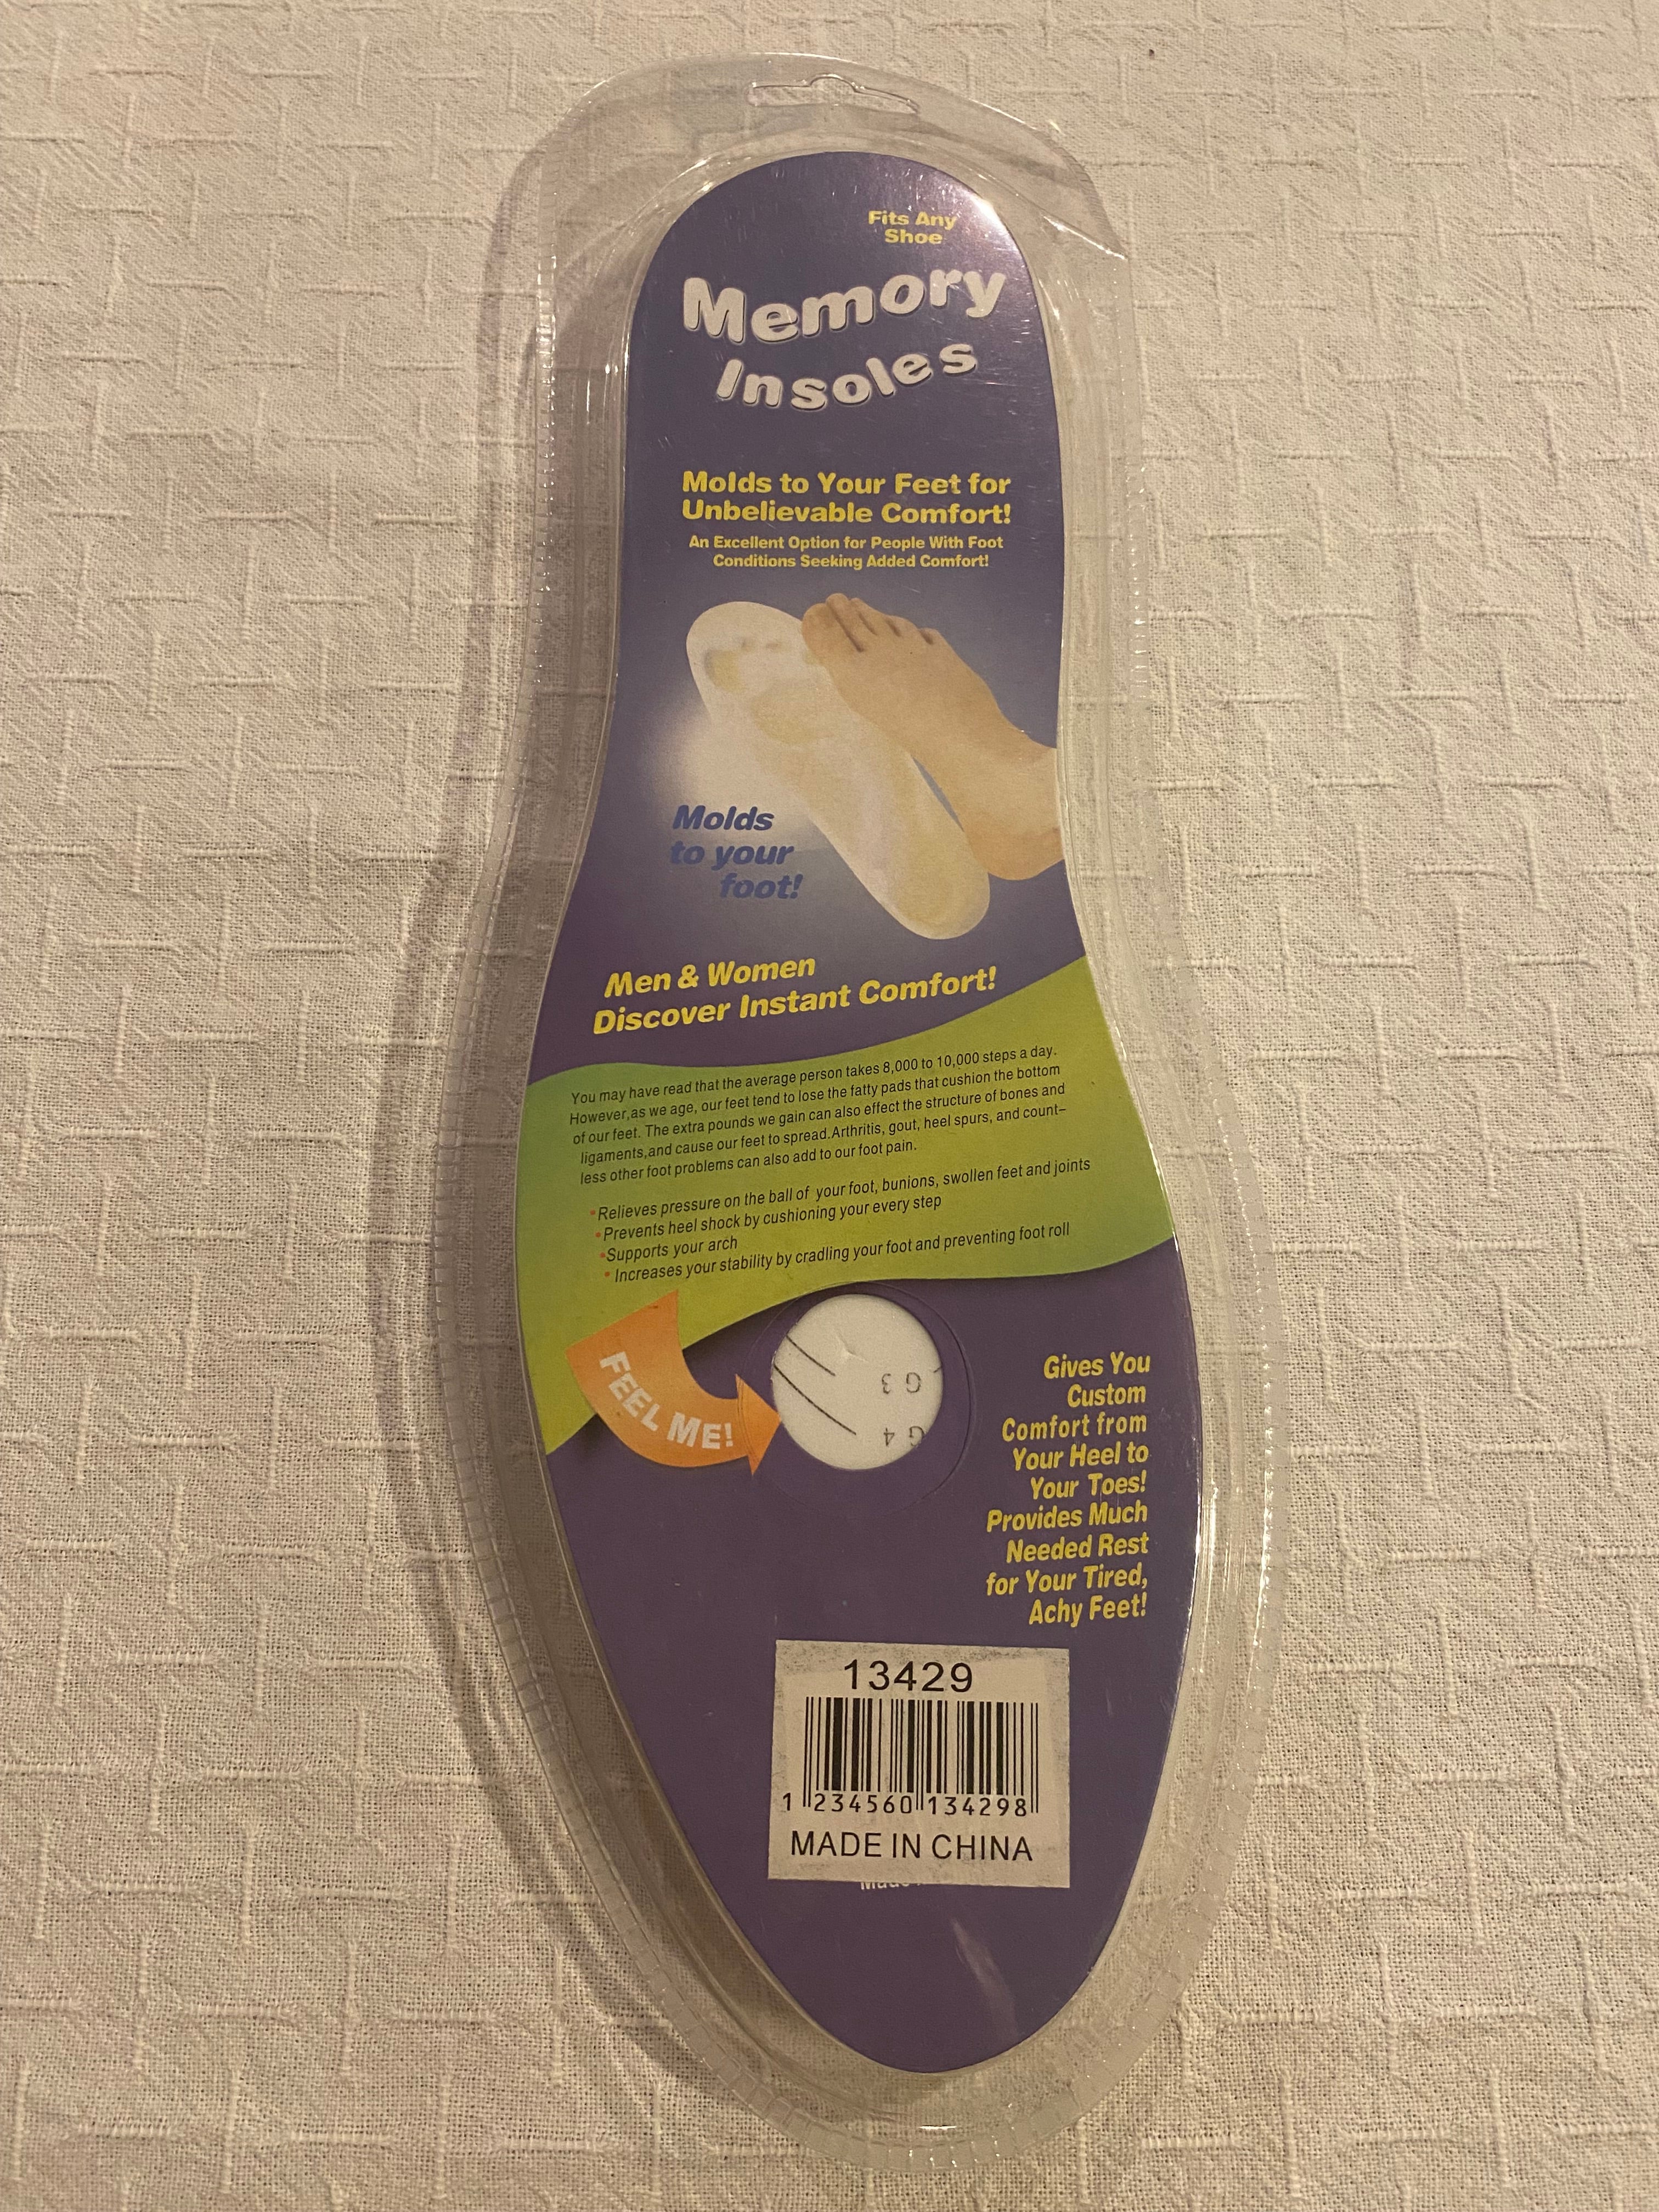 Fits Any
Shoe
Memory
Insoles
Molds to Your Feet for
Unbelievable Comfort!
An Excellent Option for People With Foot
Conditions Seeking Added Comfort!
Molds
to your
foot!
Men & Women
Discover Instant Comfort!
You may have read that the average person takes 8,000 to 10,000 steps a day.
However,as we age, our feet tend to lose the fatty pads that cushion the bottom
of our feet. The extra pounds we gain can also effect the structure of bones and
ligaments,and cause our feet to spread.Arthritis, gout, heel spurs, and count-
less other foot problems can also add to our foot pain.
•Relieves pressure on the ball of your foot, bunions, swollen feet and joints
•Prevents heel shock by cushioning your every step
•Supports your arch
• Increases your stability by cradling your foot and preventing foot roll
FEEL ME!
G 3
G 4
Gives You
Custom
Comfort from
Your Heel to
Your Toes!
Provides Much
Needed Rest
for Your Tired,
Achy Feet!
13429
1 234560 134298
MADE IN CHINA